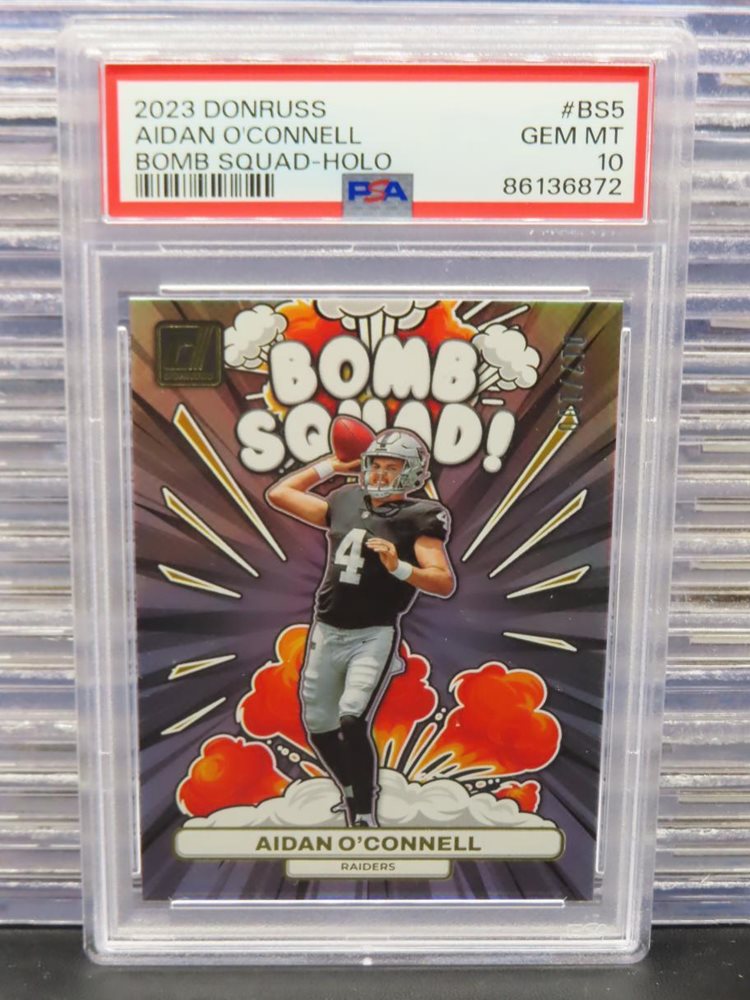 2023 DONRUSS #BS5
AIDAN O'CONNELL GEM MT
BOMB SQUAD-HOLO 10
PSA 86136872
DONRUSS
BOMB
SQUAD!
4
AIDAN O'CONNELL
RAIDERS